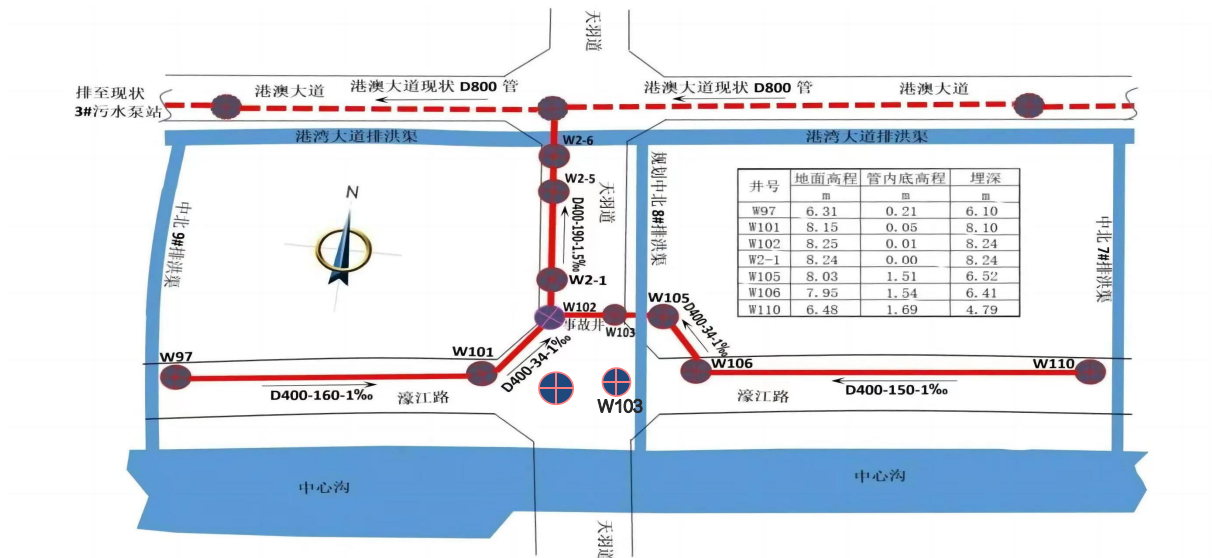 天羽道
港澳大道
港澳大道现状 D800 管
港澳大道现状 D800 管
港澳大道
排至现状
3#污水泵站
港湾大道排洪渠
港湾大道排洪渠
W2-6
W2-5
天羽道
D400-190-1.5‰
W2-1
规划中北 8#排洪渠
中北 9#排洪渠
中北 7#排洪渠
N
井号 地面高程 管内底高程 埋深
m m m
W97 6.31 0.21 6.10
W101 8.15 0.05 8.10
W102 8.25 0.01 8.24
W2-1 8.24 0.00 8.24
W105 8.03 1.51 6.52
W106 7.95 1.54 6.41
W110 6.48 1.69 4.79
W102
事故井
W103
W105
D400-34-1‰
W97
W101
D400-34-1‰
W106
W110
D400-160-1‰
濠江路
W103
濠江路
D400-150-1‰
中心沟
中心沟
天羽道